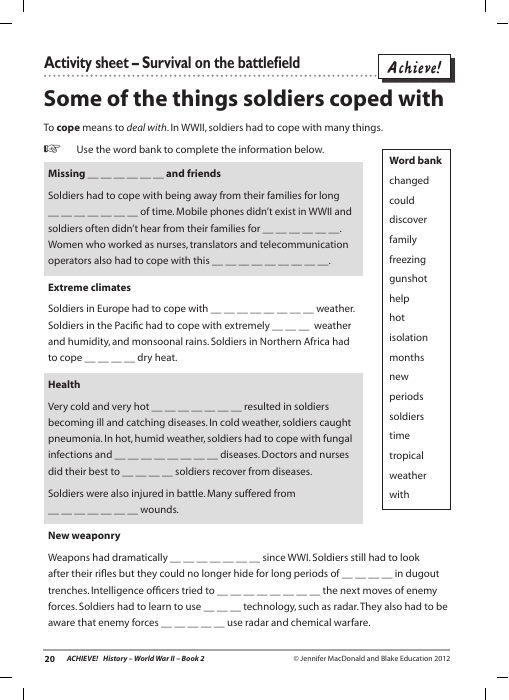 Activity sheet – Survival on the battlefield
Achieve!
Some of the things soldiers coped with
To cope means to deal with. In WWII, soldiers had to cope with many things.
Use the word bank to complete the information below.
Missing __ __ __ __ __ __ and friends
Soldiers had to cope with being away from their families for long
__ __ __ __ __ __ __ of time. Mobile phones didn't exist in WWII and
soldiers often didn't hear from their families for __ __ __ __ __ __.
Women who worked as nurses, translators and telecommunication
operators also had to cope with this __ __ __ __ __ __ __ __ __.
Extreme climates
Soldiers in Europe had to cope with __ __ __ __ __ __ __ __ weather.
Soldiers in the Pacific had to cope with extremely __ __ __ weather
and humidity, and monsoonal rains. Soldiers in Northern Africa had
to cope __ __ __ __ dry heat.
Health
Very cold and very hot __ __ __ __ __ __ __ resulted in soldiers
becoming ill and catching diseases. In cold weather, soldiers caught
pneumonia. In hot, humid weather, soldiers had to cope with fungal
infections and __ __ __ __ __ __ __ __ diseases. Doctors and nurses
did their best to __ __ __ __ soldiers recover from diseases.
Soldiers were also injured in battle. Many suffered from
__ __ __ __ __ __ __ wounds.
New weaponry
Weapons had dramatically __ __ __ __ __ __ __ since WWI. Soldiers still had to look
after their rifles but they could no longer hide for long periods of __ __ __ __ in dugout
trenches. Intelligence officers tried to __ __ __ __ __ __ __ __ the next moves of enemy
forces. Soldiers had to learn to use __ __ __ technology, such as radar. They also had to be
aware that enemy forces __ __ __ __ __ use radar and chemical warfare.
Word bank
changed
could
discover
family
freezing
gunshot
help
hot
isolation
months
new
periods
soldiers
time
tropical
weather
with
20 ACHIEVE! History – World War II – Book 2
© Jennifer MacDonald and Blake Education 2012